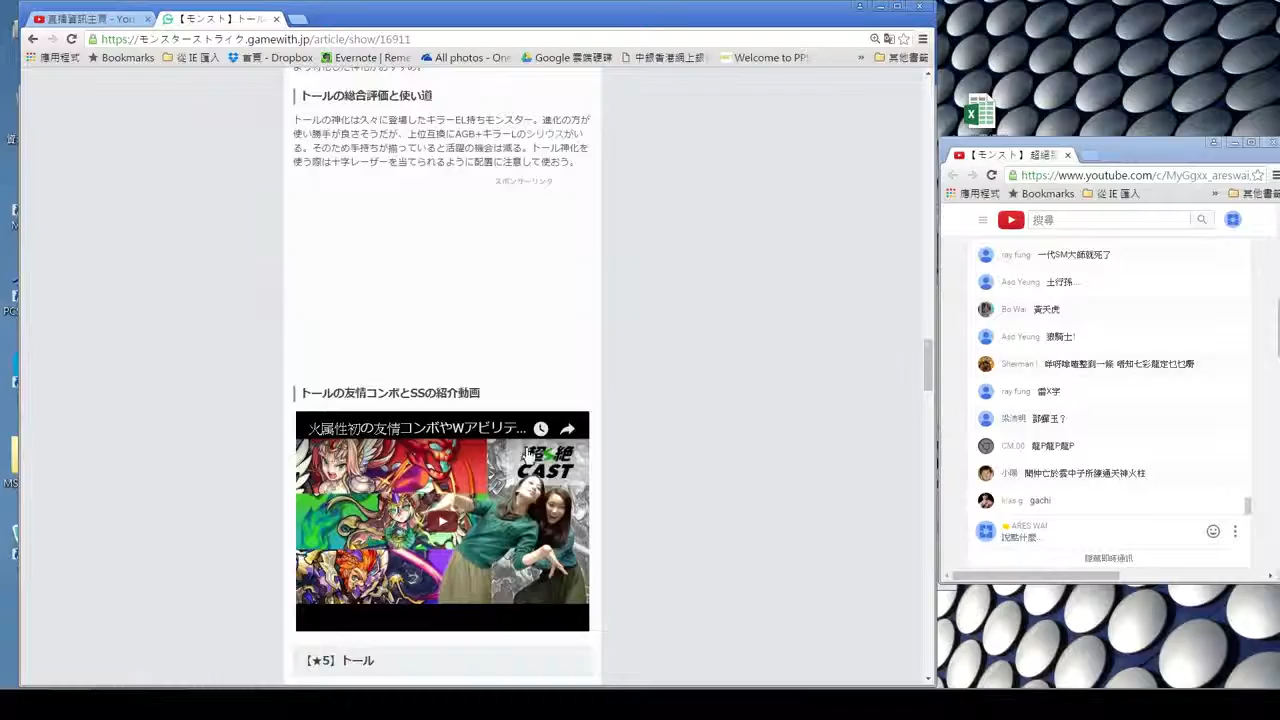 直播資訊主頁 - You
【モンスト】トール
https://モンスターストライク.gamewith.jp/article/show/16911
應用程式
Bookmarks
從 IE 匯
首頁 - Dropbox
Evernote | Reme
All photos - One
Google 雲端硬碟
中銀香港網上銀
Welcome to PP
»
其他書籤
トールの総合評価と使い道
トールの神化は久々に登場したキラーEL持ちモンスター。進化の方が
使い勝手が良さそうだが、上位互換にAGB+キラーLのシリウスがい
る。そのため手持ちが揃っていると活躍の機会は減る。トール神化を
使う際は十字レーザーを当てられるように配置に注意して使おう。
スポンサーリンク
トールの友情コンボとSSの紹介動画
火属性初の友情コンボやWアビリテ...
超絶
CAST
【★5】トール
【モンスト】超絕
https://www.youtube.com/c/MyGgxx_areswai
應用程式
Bookmarks
從 IE 匯入
»
其他書籤
搜尋
ray fung 一代SM大師就死了
Aso Yeung 土行孫....
Bo Wai 黃天虎
Aso Yeung 狼騎士!
Sherman l 咩呀喻嗜整到一條 唔知七彩龍定乜乜嘢
ray fung 雷X字
鄧蟬玉?
CM.00 龍P龍P龍P
小陽 聞仲亡於雲中子所鍊通天神火柱
gachi
ARES WAI
說點什麼...
隱藏即時通訊